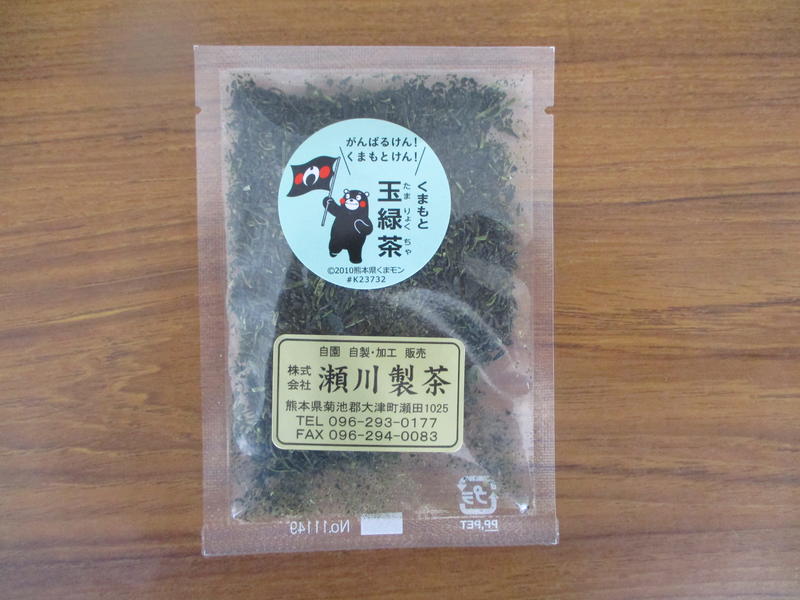 がんばるけん!
くまもとけん!
くまもと
玉緑茶
たま りょく ちゃ
©2010熊本県くまモン
#K23732
自園 自製・加工 販売
株式会社 瀬川製茶
熊本県菊池郡大津町瀬田1025
TEL 096-293-0177
FAX 096-294-0083
プラ
PP,PET
No.11149